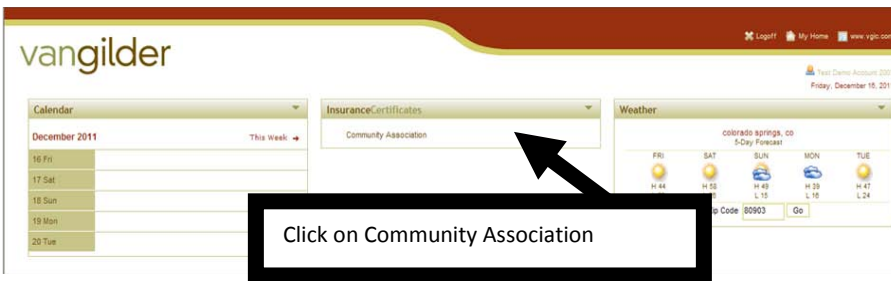 Logoff My Home www.vgic.com
vangilder
Test Demo Account
Friday, December 16, 201
Calendar
December 2011 This Week
16 Fri
17 Sat
18 Sun
19 Mon
20 Tue
InsuranceCertificates
Community Association
Weather
colorado springs, co
5-Day Forecast
FRI SAT SUN MON TUE
H 44 H 49 H 39 H 47
L 15 L 16 L 24
Code 80903 Go
Click on Community Association